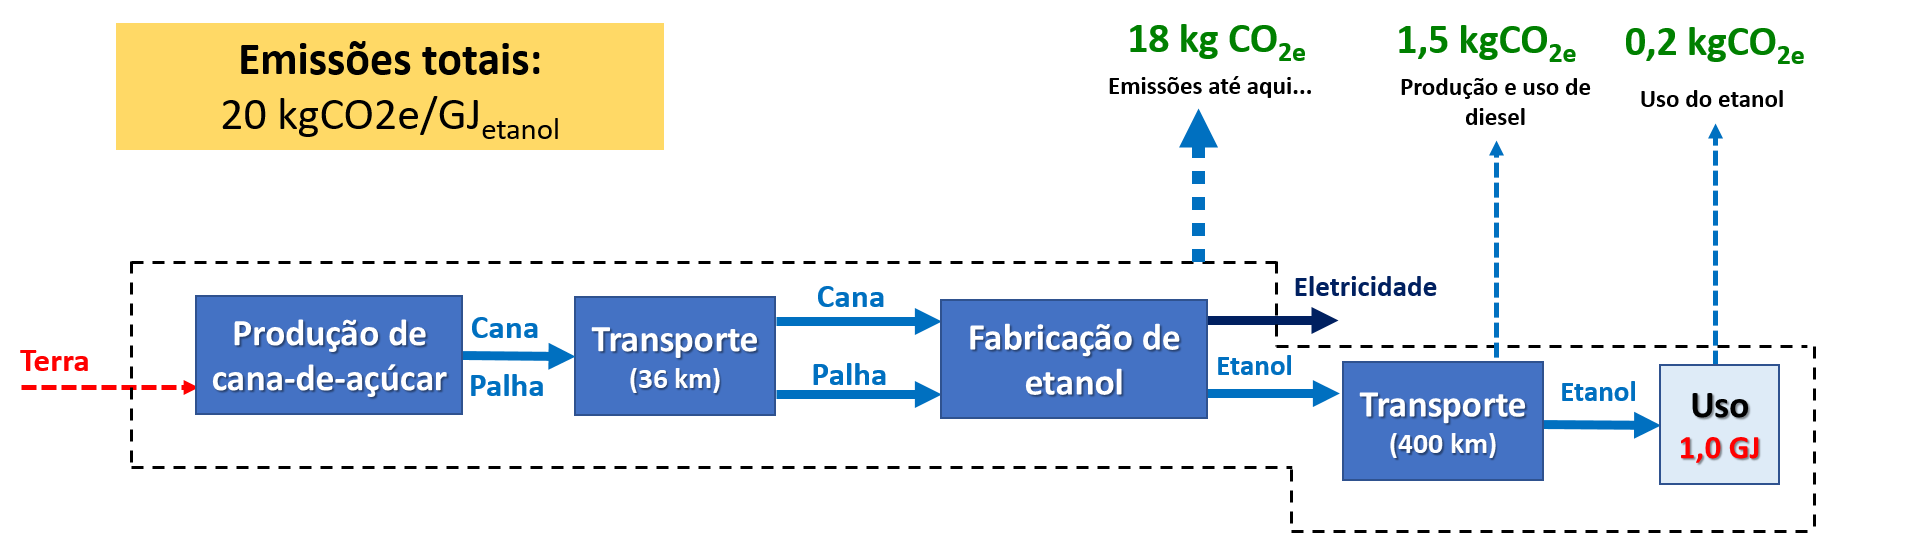 Emissões totais:
20 kgCO2e/GJetanol
18 kg CO2e
Emissões até aqui...
1,5 kgCO2e
Produção e uso de
diesel
0,2 kgCO2e
Uso do etanol
Terra
Produção de
cana-de-açúcar
Cana
Palha
Transporte
(36 km)
Cana
Palha
Fabricação de
etanol
Eletricidade
Etanol
Transporte
(400 km)
Etanol
Uso
1,0 GJ